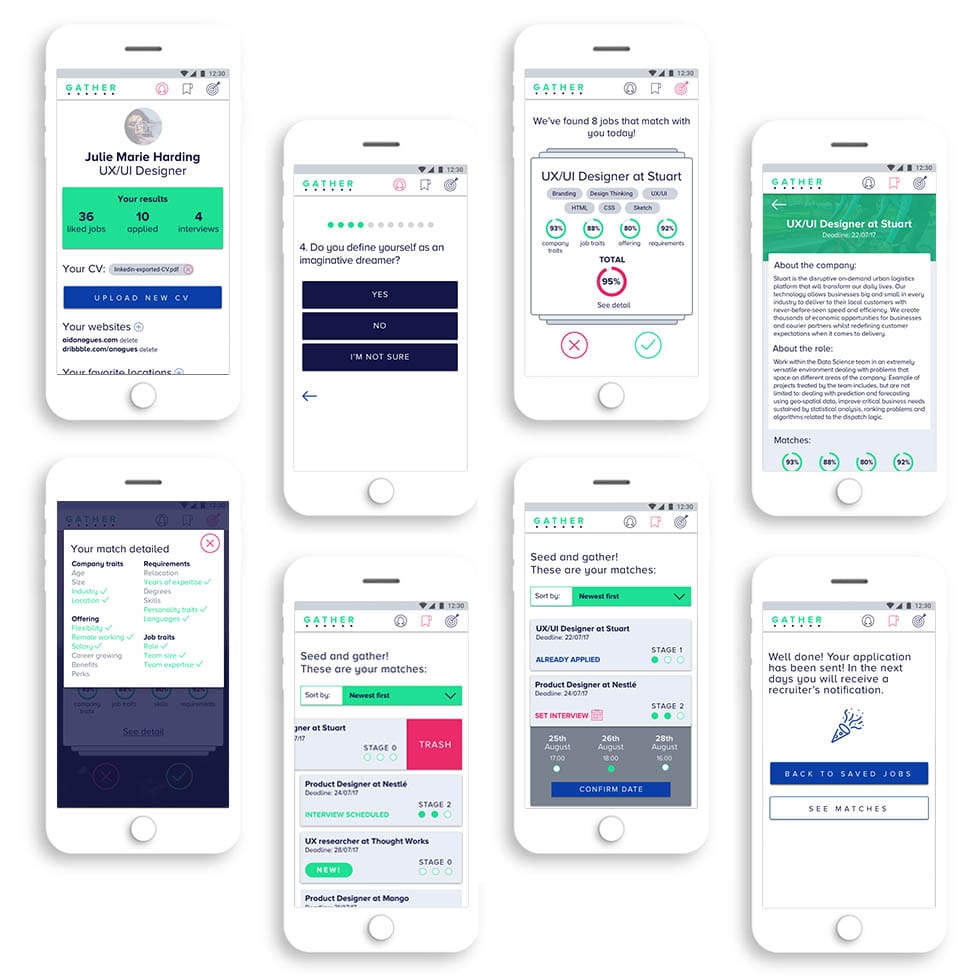 12:30
GATHER
Julie Marie Harding
UX/UI Designer
Your results
36 10 4
liked jobs applied interviews
Your CV: linkedin-exported-CV.pdf
UPLOAD NEW CV
Your websites
aidonogues.com delete
dribbble.com/anogues delete
Your favorite locations
12:30
GATHER
4. Do you define yourself as an
imaginative dreamer?
YES
NO
I'M NOT SURE
12:30
GATHER
We've found 8 jobs that match with
you today!
UX/UI Designer at Stuart
Branding Design Thinking UX/UI
HTML CSS Sketch
93% 88% 80% 92%
company job traits offering requirements
traits
TOTAL
95%
See detail
12:30
GATHER
UX/UI Designer at Stuart
Deadline: 22/07/17
About the company:
Stuart is the disruptive on-demand urban logistics
platform that will transform our daily lives. Our
technology allows businesses big and small in every
industry to deliver to their local customers with
never-before-seen speed and efficiency. We create
thousands of economic opportunities for businesses
and courier partners whilst redefining customer
expectations when it comes to delivery.
About the role:
Work within the Data Science team in an extremely
versatile environment dealing with problems that
space on different areas of the company. Example of
projects treated by the team includes, but are not
limited to: dealing with prediction and forecasting
using geo-spatial data, improve critical business needs
sustained by statistical analysis, ranking problems and
algorithms related to the dispatch logic.
Matches:
93% 88% 80% 92%
12:30
GATHER
Your match detailed
Company traits Requirements
Age Relocation
Size Years of expertise
Industry Degrees
Location Skills
Personality traits
Offering Languages
Flexibility
Remote working Job traits
Salary Role
Career growing Team size
Benefits Team expertise
Perks
93% 88% 80% 92%
company job traits skills requirements
traits
See detail
12:30
GATHER
Seed and gather!
These are your matches:
Sort by: Newest first
gner at Stuart
7/17
STAGE 0
TRASH
Product Designer at Nestlé
Deadline: 24/07/17
STAGE 2
INTERVIEW SCHEDULED
UX researcher at Thought Works
Deadline: 28/07/17
STAGE 0
NEW!
Product Designer at Mango
12:30
GATHER
Seed and gather!
These are your matches:
Sort by: Newest first
UX/UI Designer at Stuart
Deadline: 22/07/17
STAGE 1
ALREADY APPLIED
Product Designer at Nestlé
Deadline: 24/07/17
STAGE 2
SET INTERVIEW
25th 26th 28th
August August August
17:00 18:00 16:00
CONFIRM DATE
12:30
GATHER
Well done! Your application
has been sent! In the next
days you will receive a
recruiter's notification.
BACK TO SAVED JOBS
SEE MATCHES